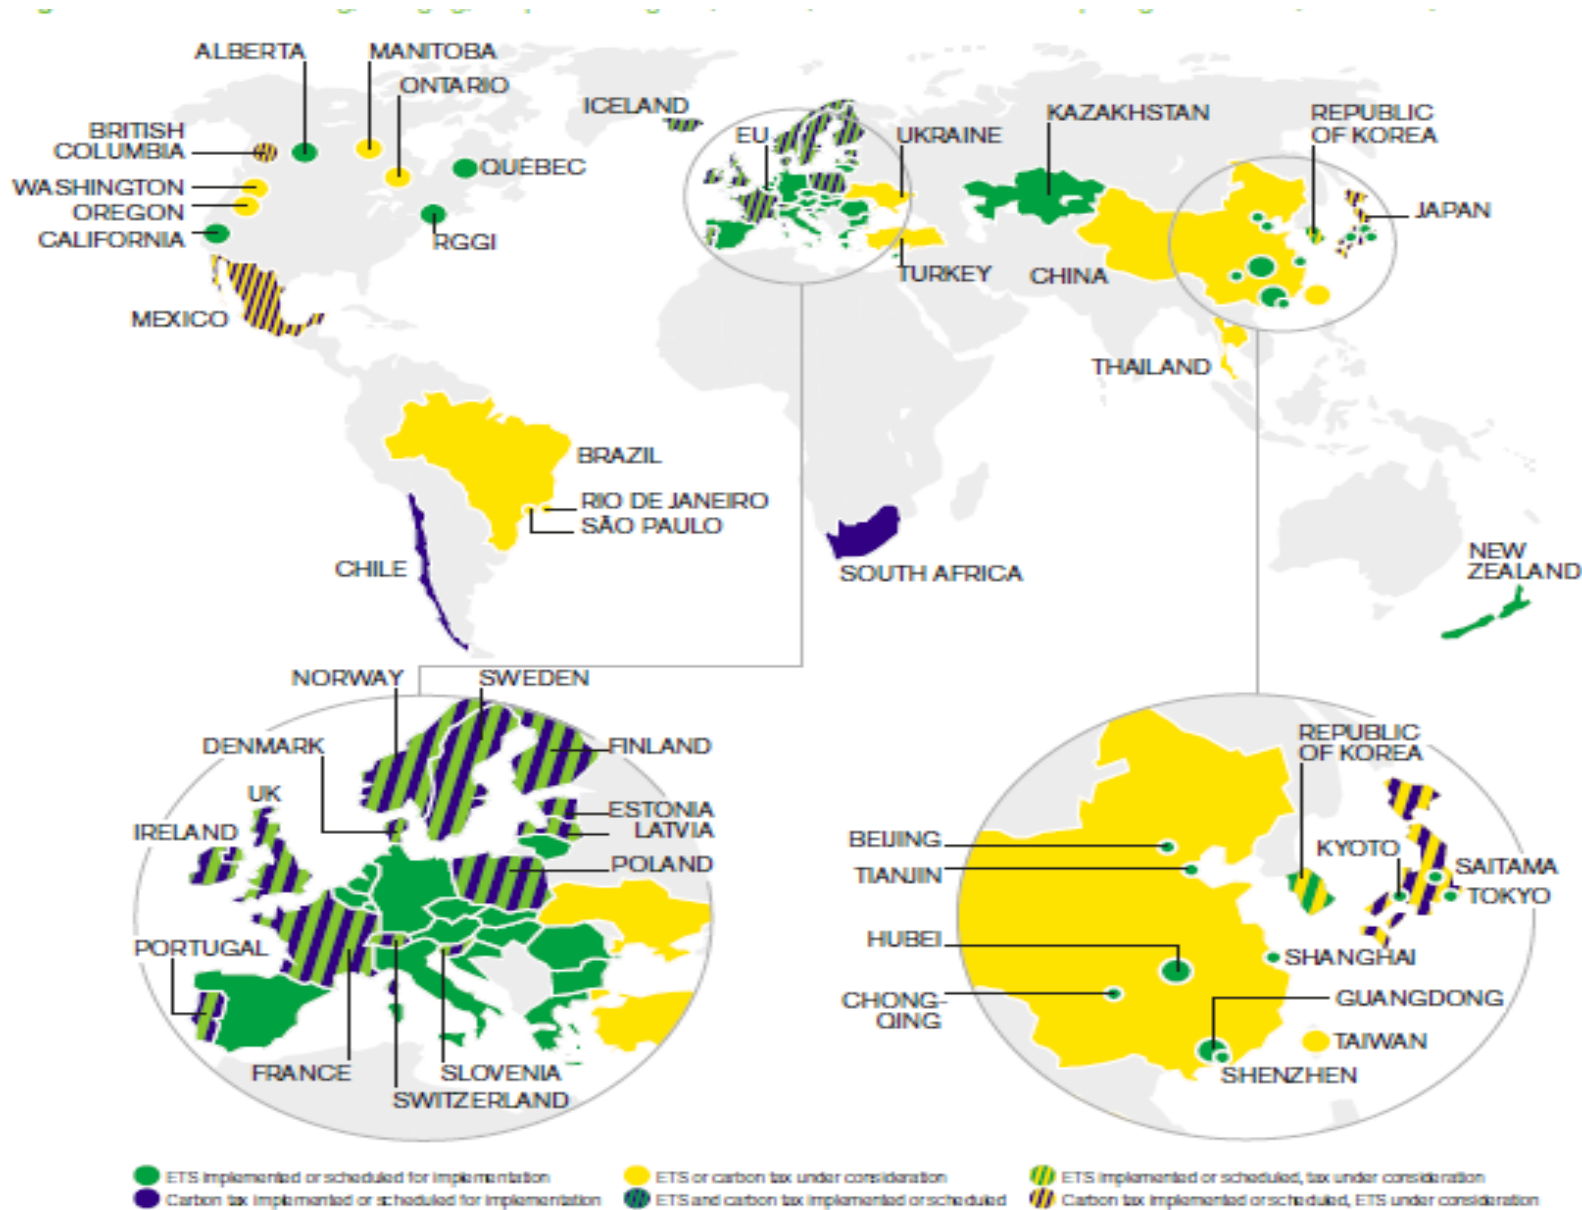 ALBERTA
MANITOBA
ONTARIO
BRITISH
COLUMBIA
WASHINGTON
OREGON
CALIFORNIA
QUÉBEC
RGGI
MEXICO
ICELAND
EU
UKRAINE
KAZAKHSTAN
REPUBLIC
OF KOREA
JAPAN
TURKEY
CHINA
THAILAND
BRAZIL
RIO DE JANEIRO
SÃO PAULO
CHILE
SOUTH AFRICA
NEW
ZEALAND
NORWAY
SWEDEN
DENMARK
FINLAND
UK
IRELAND
ESTONIA
LATVIA
POLAND
PORTUGAL
FRANCE
SLOVENIA
SWITZERLAND
REPUBLIC
OF KOREA
BEIJING
TIANJIN
KYOTO
SAITAMA
TOKYO
HUBEI
SHANGHAI
CHONG-
QING
GUANGDONG
TAIWAN
SHENZHEN
ETS implemented or scheduled for implementation
ETS or carbon tax under consideration
ETS implemented or scheduled, tax under consideration
Carbon tax implemented or scheduled for implementation
ETS and carbon tax implemented or scheduled
Carbon tax implemented or scheduled, ETS under consideration